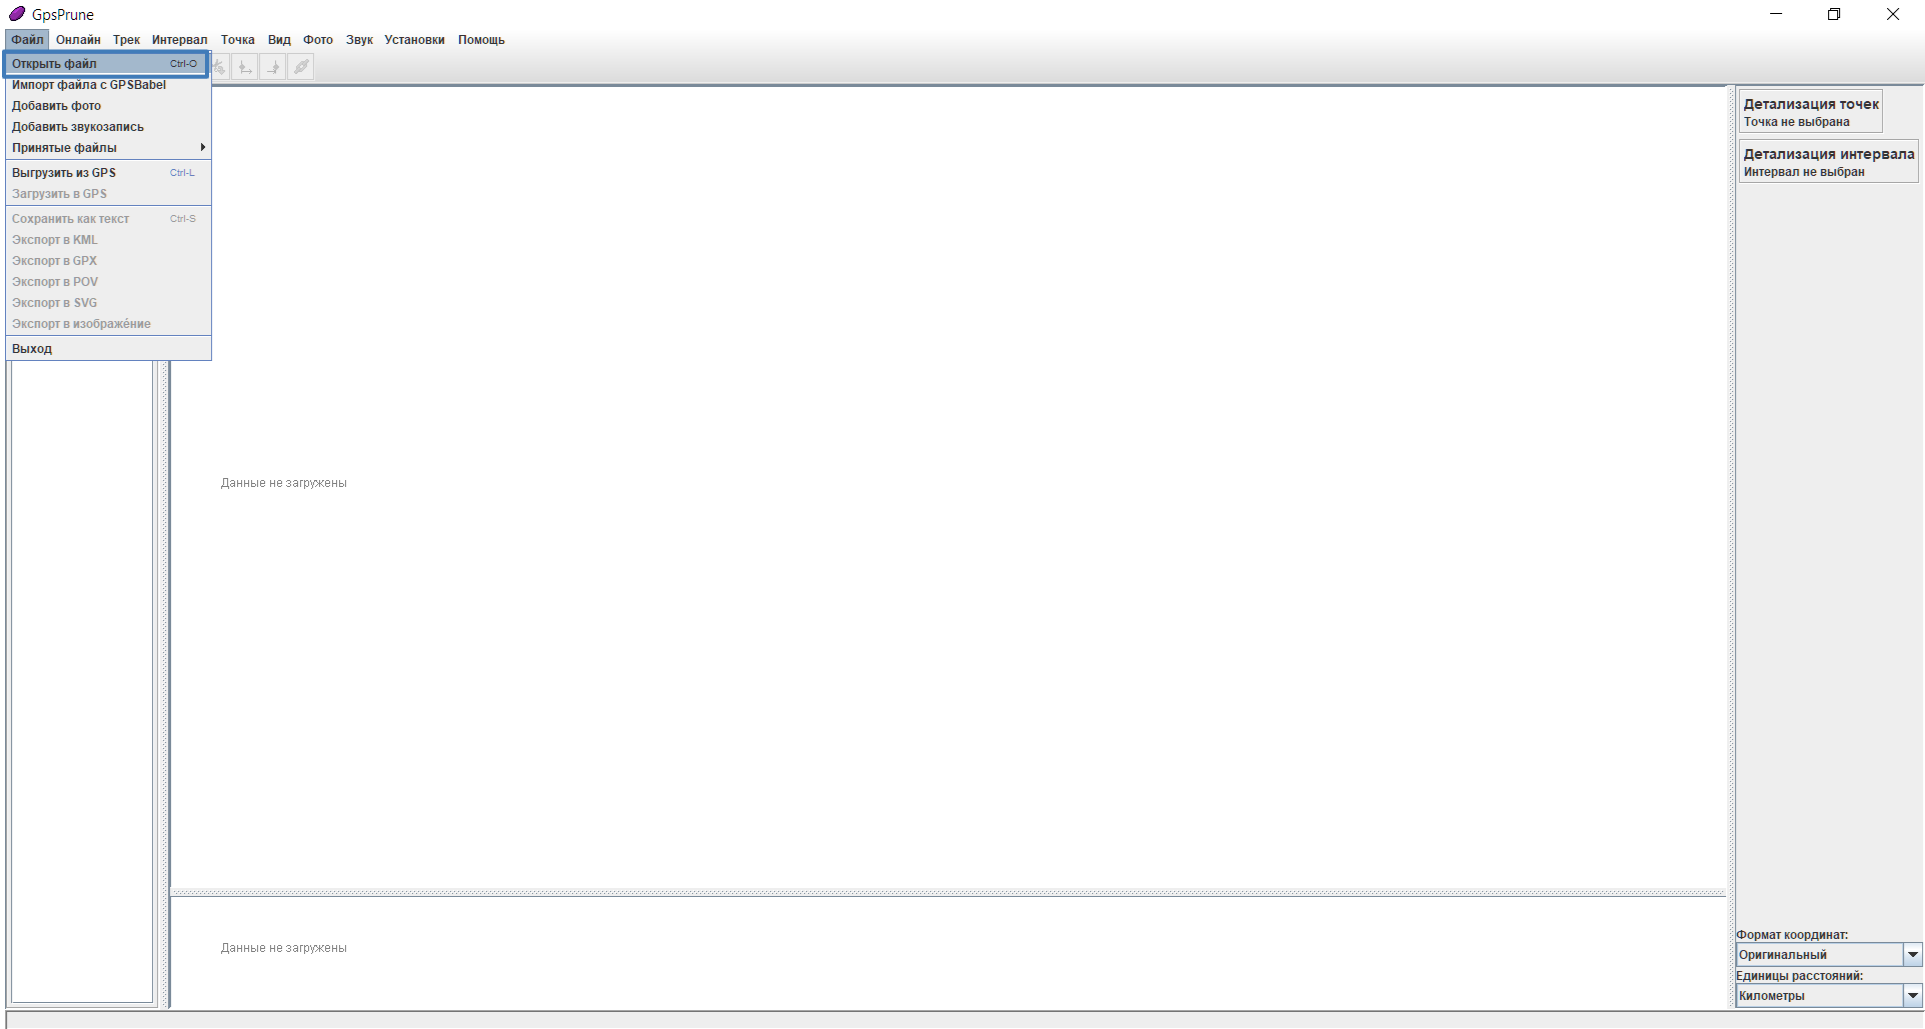 GpsPrune
Файл Онлайн Трек Интервал Точка Вид Фото Звук Установки Помощь
Открыть файл Ctrl-O
Импорт файла с GPSBabel
Добавить фото
Добавить звукозапись
Принятые файлы
Выгрузить из GPS Ctrl-L
Загрузить в GPS
Сохранить как текст Ctrl-S
Экспорт в KML
Экспорт в GPX
Экспорт в POV
Экспорт в SVG
Экспорт в изображéние
Выход
Данные не загружены
Данные не загружены
Детализация точек
Точка не выбрана
Детализация интервала
Интервал не выбран
Формат координат:
Оригинальный
Единицы расстояний:
Километры